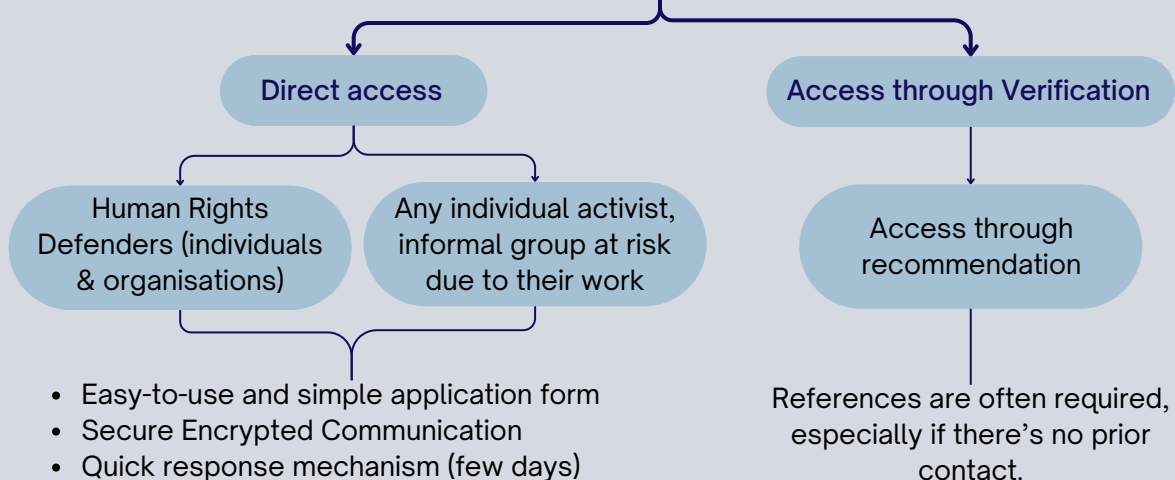 Direct access
Access through Verification
Human Rights
Defenders (individuals
& organisations)
Any individual activist,
informal group at risk
due to their work
Access through
recommendation
• Easy-to-use and simple application form
• Secure Encrypted Communication
• Quick response mechanism (few days)
References are often required,
especially if there’s no prior
contact.